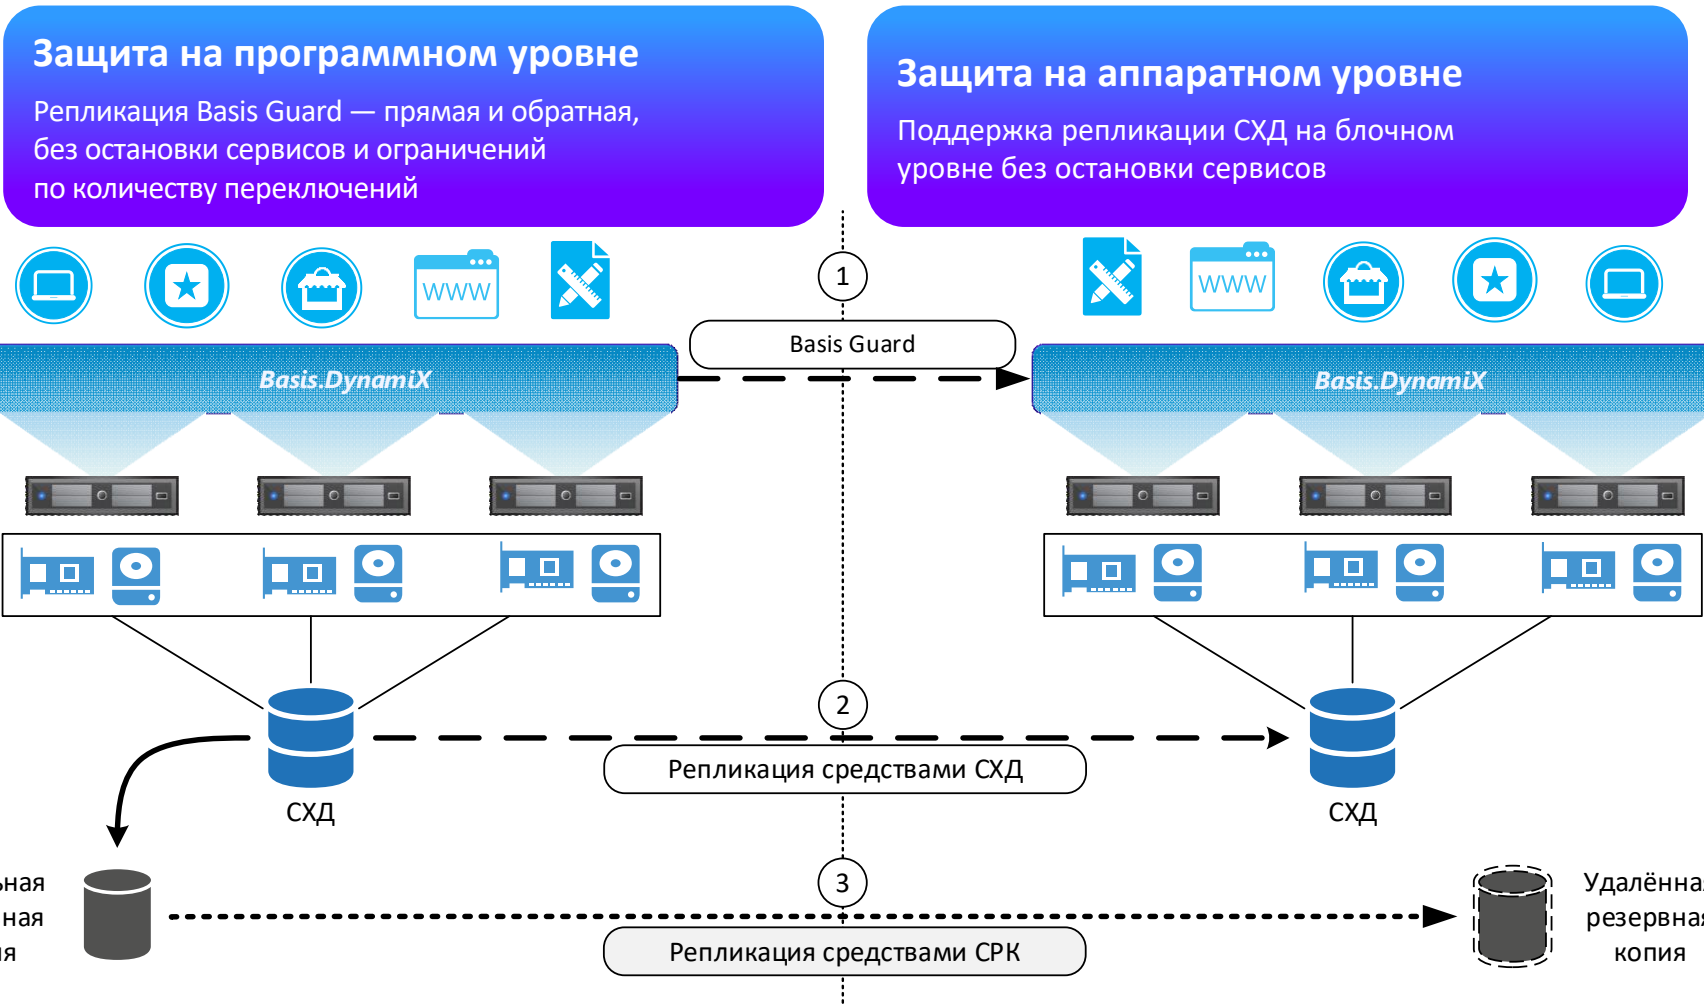 Защита на программном уровне
Репликация Basis Guard — прямая и обратная,
без остановки сервисов и ограничений
по количеству переключений
Защита на аппаратном уровне
Поддержка репликации СХД на блочном
уровне без остановки сервисов
WWW
1
WWW
Basis Guard
Basis.DynamiX
Basis.DynamiX
2
Репликация средствами СХД
СХД
СХД
3
Удалённая
резервная
копия
Репликация средствами СРК